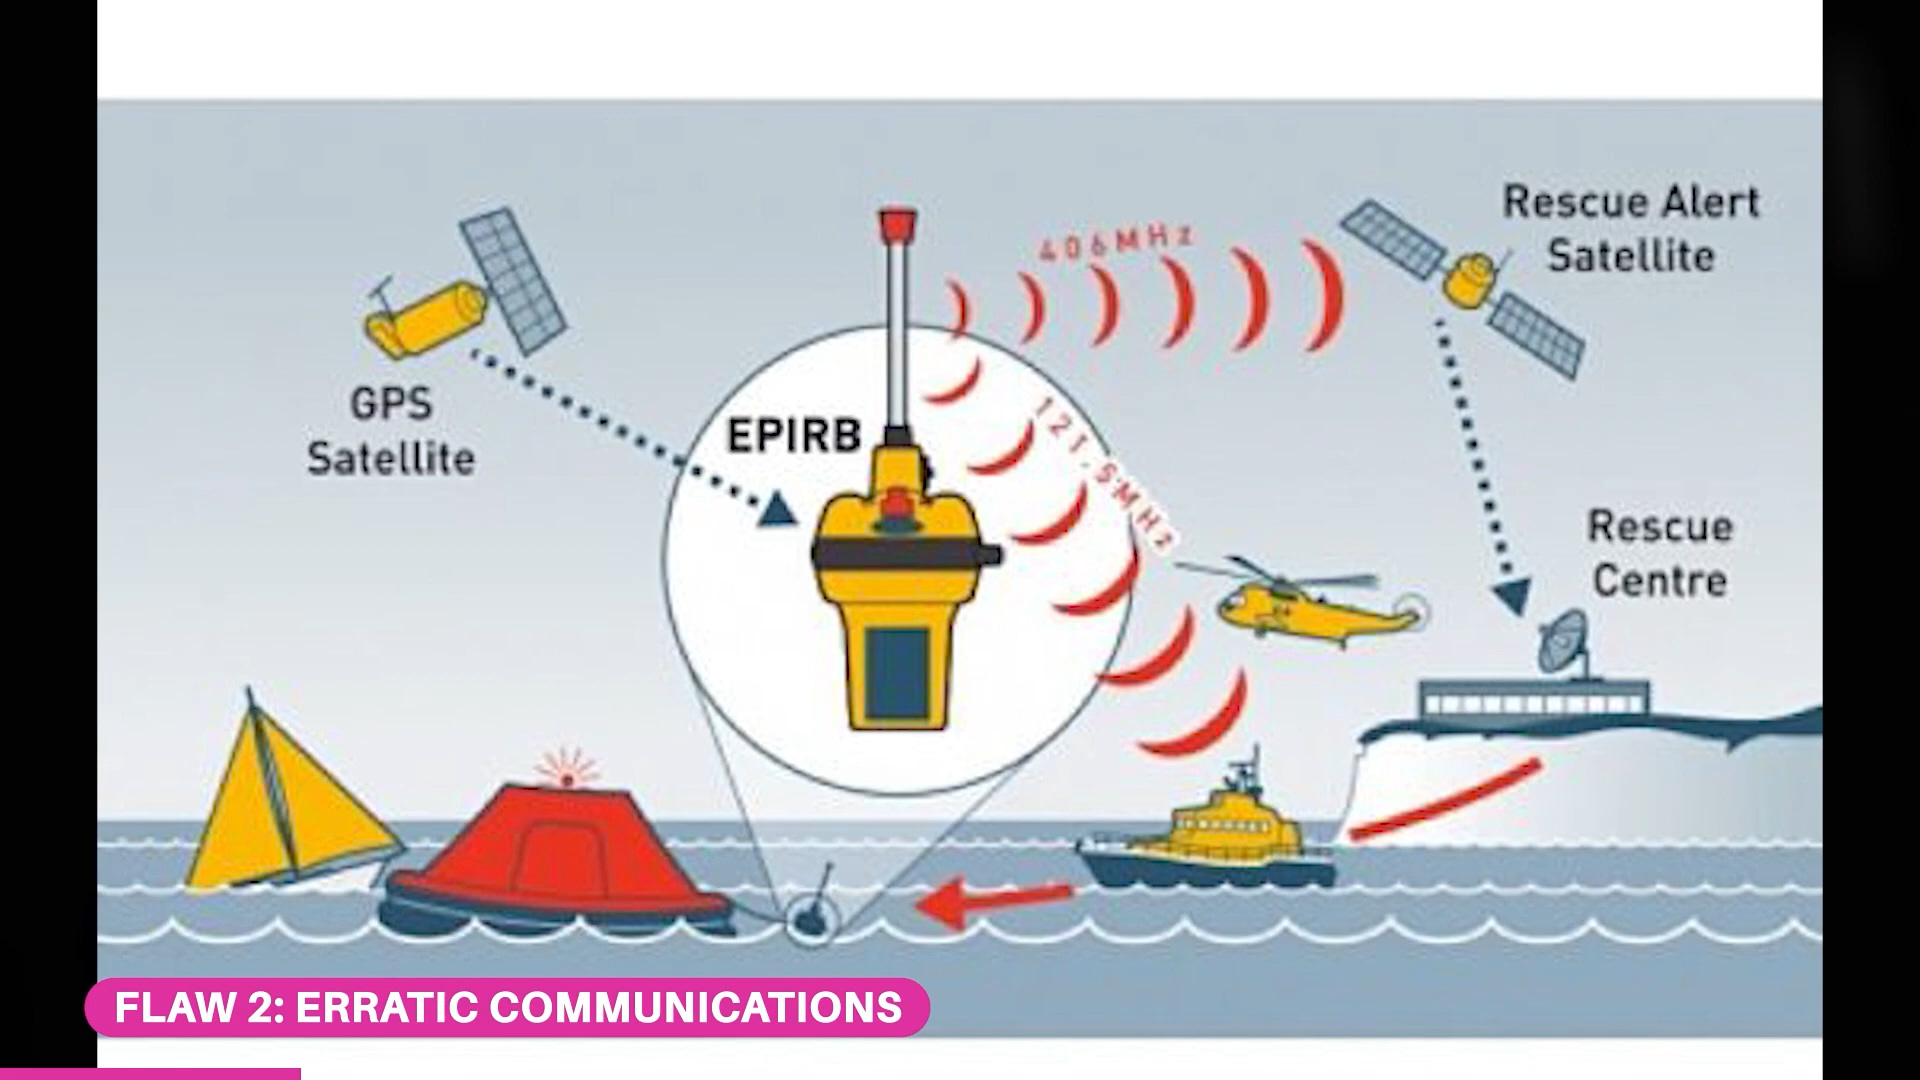 406MHz
Rescue Alert
Satellite
GPS
Satellite
EPIRB
121.5MHz
Rescue
Centre
FLAW 2: ERRATIC COMMUNICATIONS